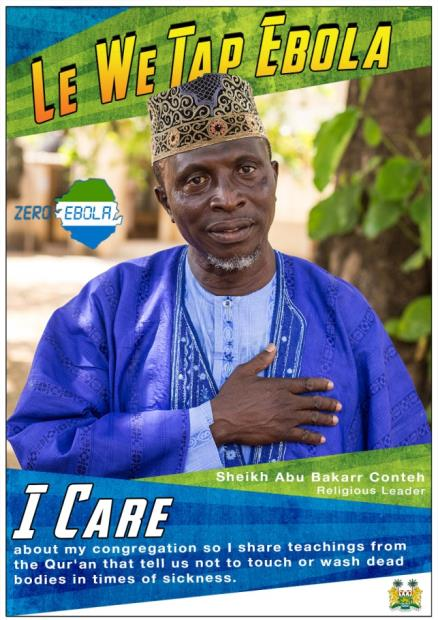 LE WE TAP EBOLA
ZERO EBOLA
Sheikh Abu Bakarr Conteh
Religious Leader
I CARE
about my congregation so I share teachings from
the Qur'an that tell us not to touch or wash dead
bodies in times of sickness.